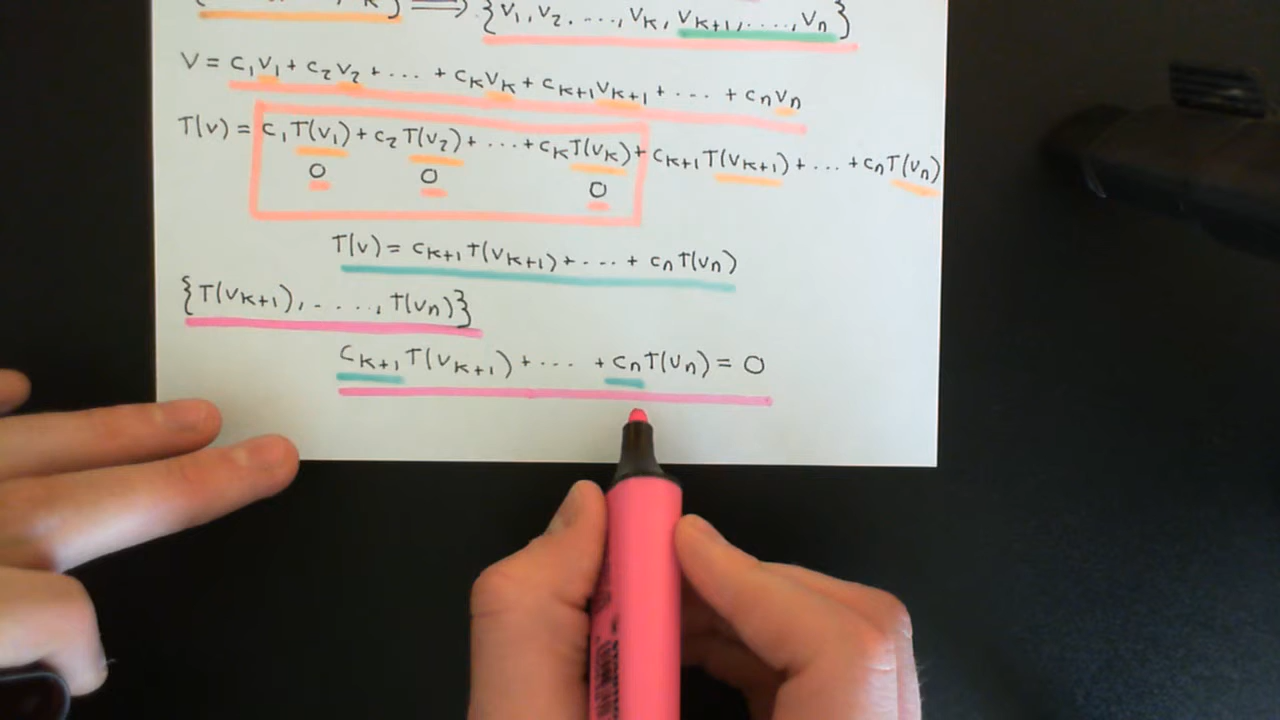 } ⟹ {v₁, v₂, ..., vₖ, vₖ₊₁, ..., vₙ}
v = c₁v₁ + c₂v₂ + ... + cₖvₖ + cₖ₊₁vₖ₊₁ + ... + cₙvₙ
T(v) = c₁T(v₁) + c₂T(v₂) + ... + cₖT(vₖ) + cₖ₊₁T(vₖ₊₁) + ... + cₙT(vₙ)
0 0 0
T(v) = cₖ₊₁T(vₖ₊₁) + ... + cₙT(vₙ)
{T(vₖ₊₁), ...., T(vₙ)}
cₖ₊₁T(vₖ₊₁) + ... + cₙT(vₙ) = 0